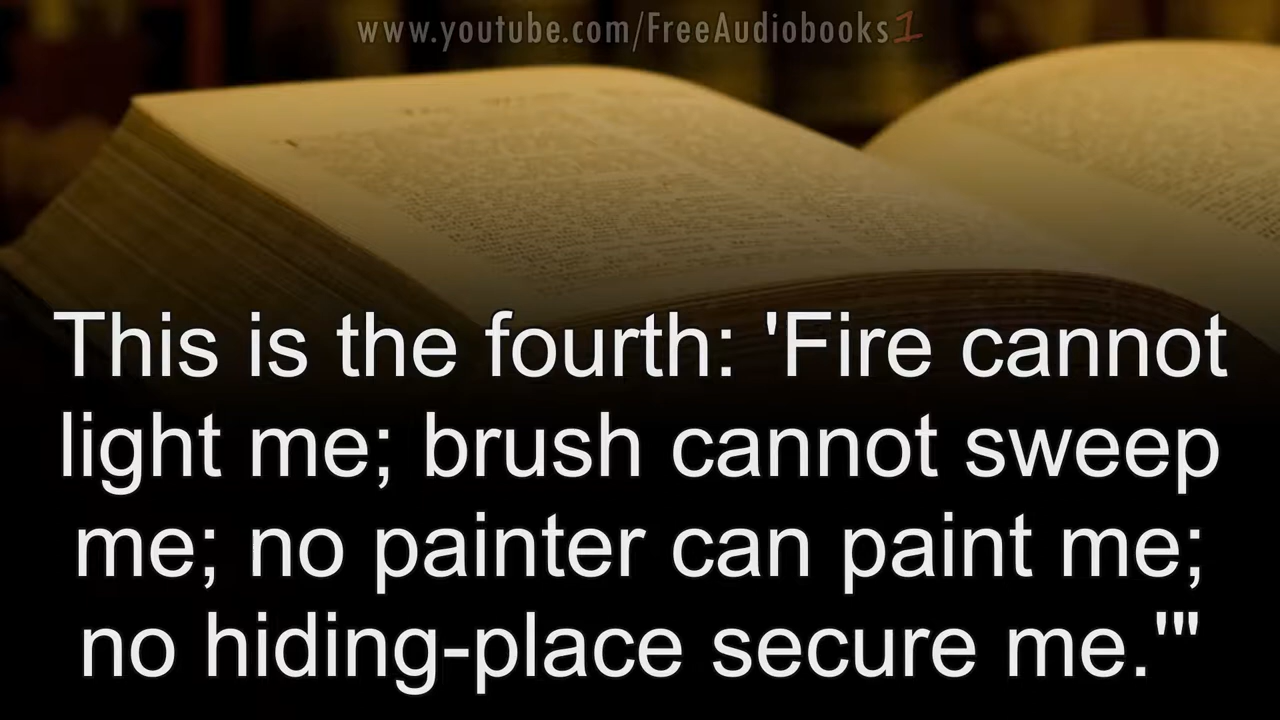 www.youtube.com/FreeAudiobooks1
This is the fourth: 'Fire cannot
light me; brush cannot sweep
me; no painter can paint me;
no hiding-place secure me.'"